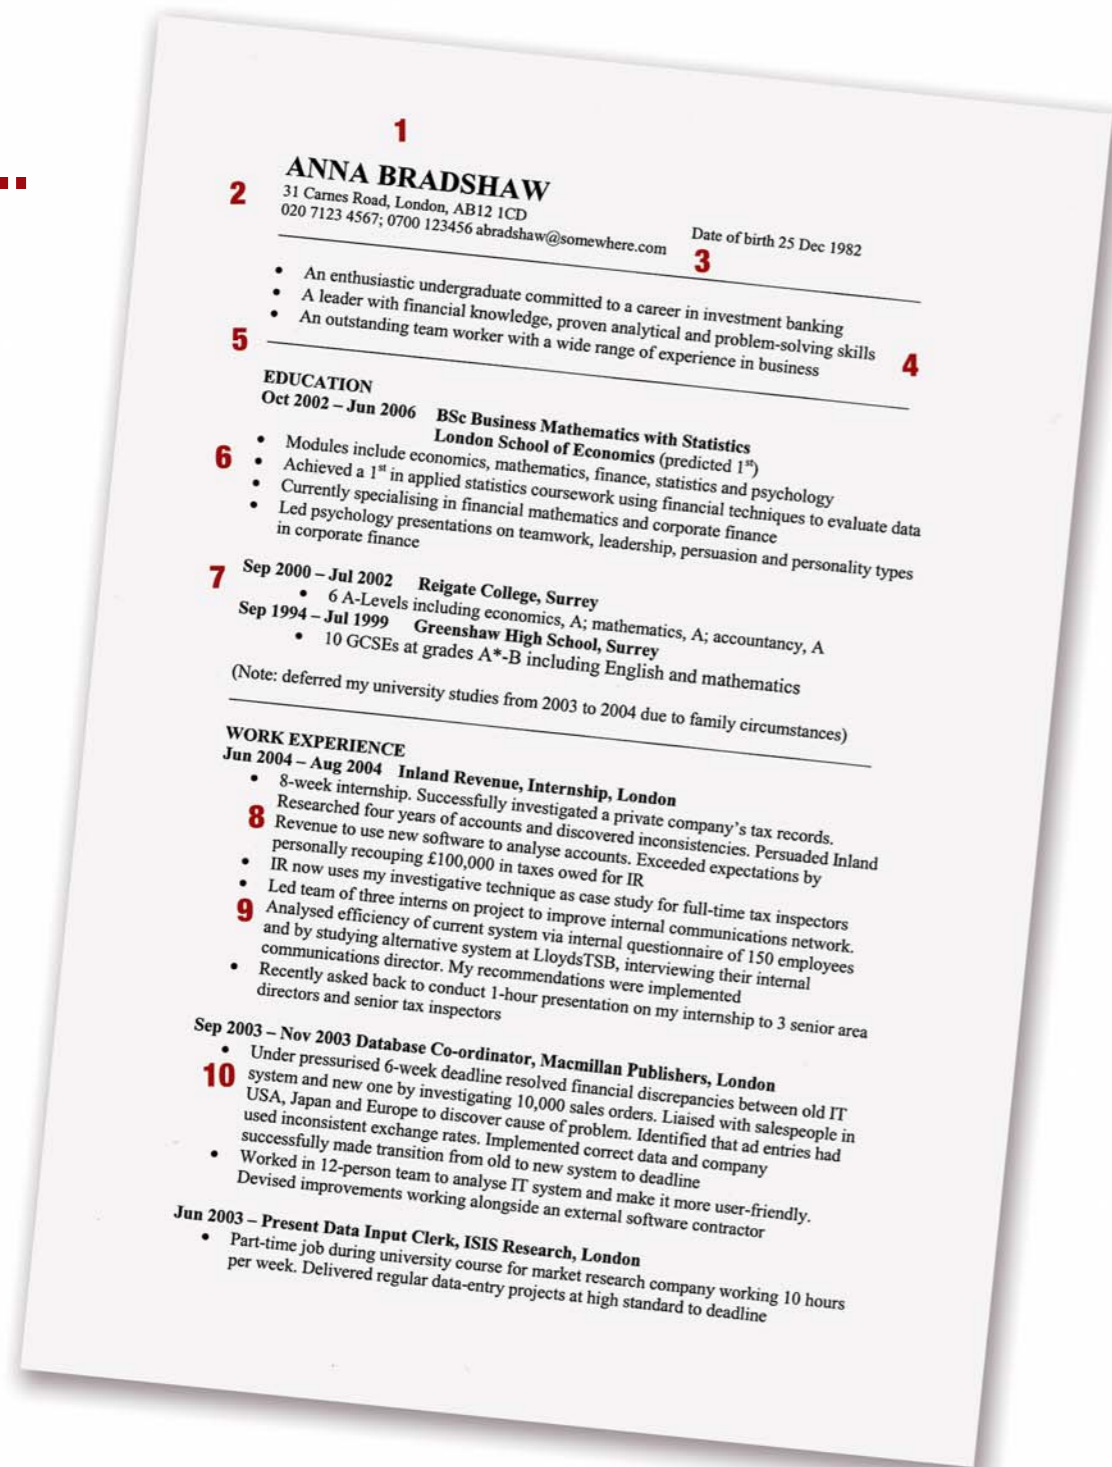 1
ANNA BRADSHAW
2
31 Carnes Road, London, AB12 1CD
020 7123 4567; 0700 123456 abradshaw@somewhere.com
Date of birth 25 Dec 1982
3
• An enthusiastic undergraduate committed to a career in investment banking
• A leader with financial knowledge, proven analytical and problem-solving skills
• An outstanding team worker with a wide range of experience in business
4
5
EDUCATION
Oct 2002 – Jun 2006 BSc Business Mathematics with Statistics
London School of Economics (predicted 1st)
• Modules include economics, mathematics, finance, statistics and psychology
6
• Achieved a 1st in applied statistics coursework using financial techniques to evaluate data
• Currently specialising in financial mathematics and corporate finance
• Led psychology presentations on teamwork, leadership, persuasion and personality types
in corporate finance
7
Sep 2000 – Jul 2002 Reigate College, Surrey
• 6 A-Levels including economics, A; mathematics, A; accountancy, A
Sep 1994 – Jul 1999 Greenshaw High School, Surrey
• 10 GCSEs at grades A*-B including English and mathematics
(Note: deferred my university studies from 2003 to 2004 due to family circumstances)
WORK EXPERIENCE
Jun 2004 – Aug 2004 Inland Revenue, Internship, London
• 8-week internship. Successfully investigated a private company's tax records.
Researched four years of accounts and discovered inconsistencies. Persuaded Inland
8
Revenue to use new software to analyse accounts. Exceeded expectations by
personally recouping £100,000 in taxes owed for IR
• IR now uses my investigative technique as case study for full-time tax inspectors
• Led team of three interns on project to improve internal communications network.
9
Analysed efficiency of current system via internal questionnaire of 150 employees
and by studying alternative system at LloydsTSB, interviewing their internal
communications director. My recommendations were implemented
• Recently asked back to conduct 1-hour presentation on my internship to 3 senior area
directors and senior tax inspectors
Sep 2003 – Nov 2003 Database Co-ordinator, Macmillan Publishers, London
• Under pressurised 6-week deadline resolved financial discrepancies between old IT
10
system and new one by investigating 10,000 sales orders. Liaised with salespeople in
USA, Japan and Europe to discover cause of problem. Identified that ad entries had
used inconsistent exchange rates. Implemented correct data and company
successfully made transition from old to new system to deadline
• Worked in 12-person team to analyse IT system and make it more user-friendly.
Devised improvements working alongside an external software contractor
Jun 2003 – Present Data Input Clerk, ISIS Research, London
• Part-time job during university course for market research company working 10 hours
per week. Delivered regular data-entry projects at high standard to deadline